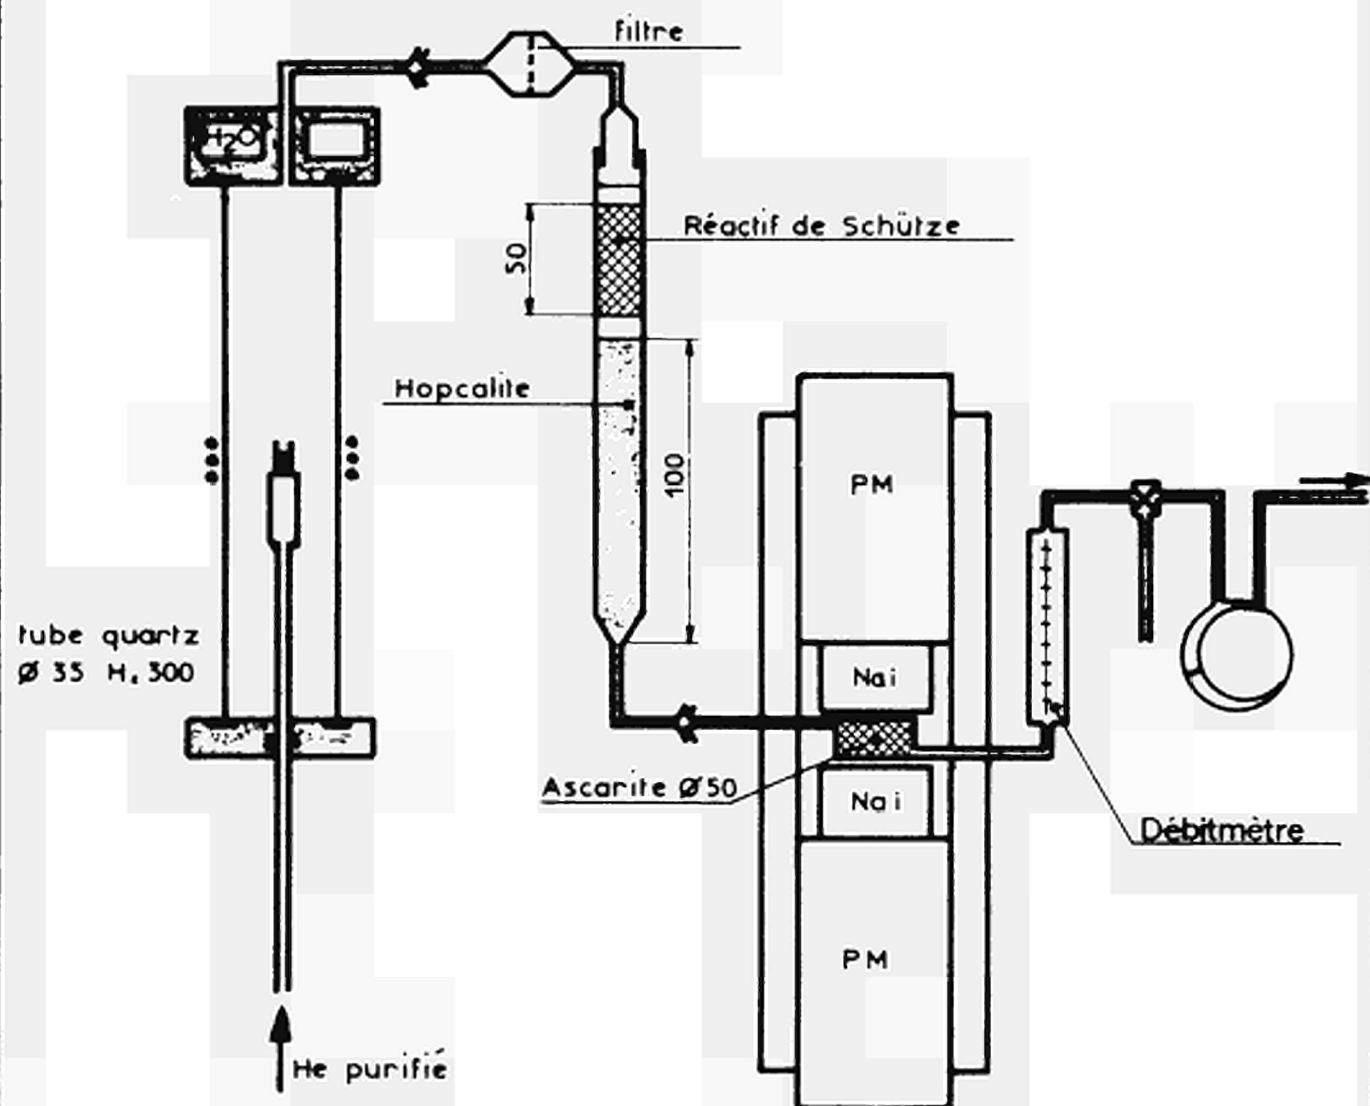 filtre
H2O
Réactif de Schütze
50
Hopcalite
100
PM
tube quartz
Ø 35 H. 300
Nai
Ascarite Ø 50
Nai
Débitmètre
PM
He purifié